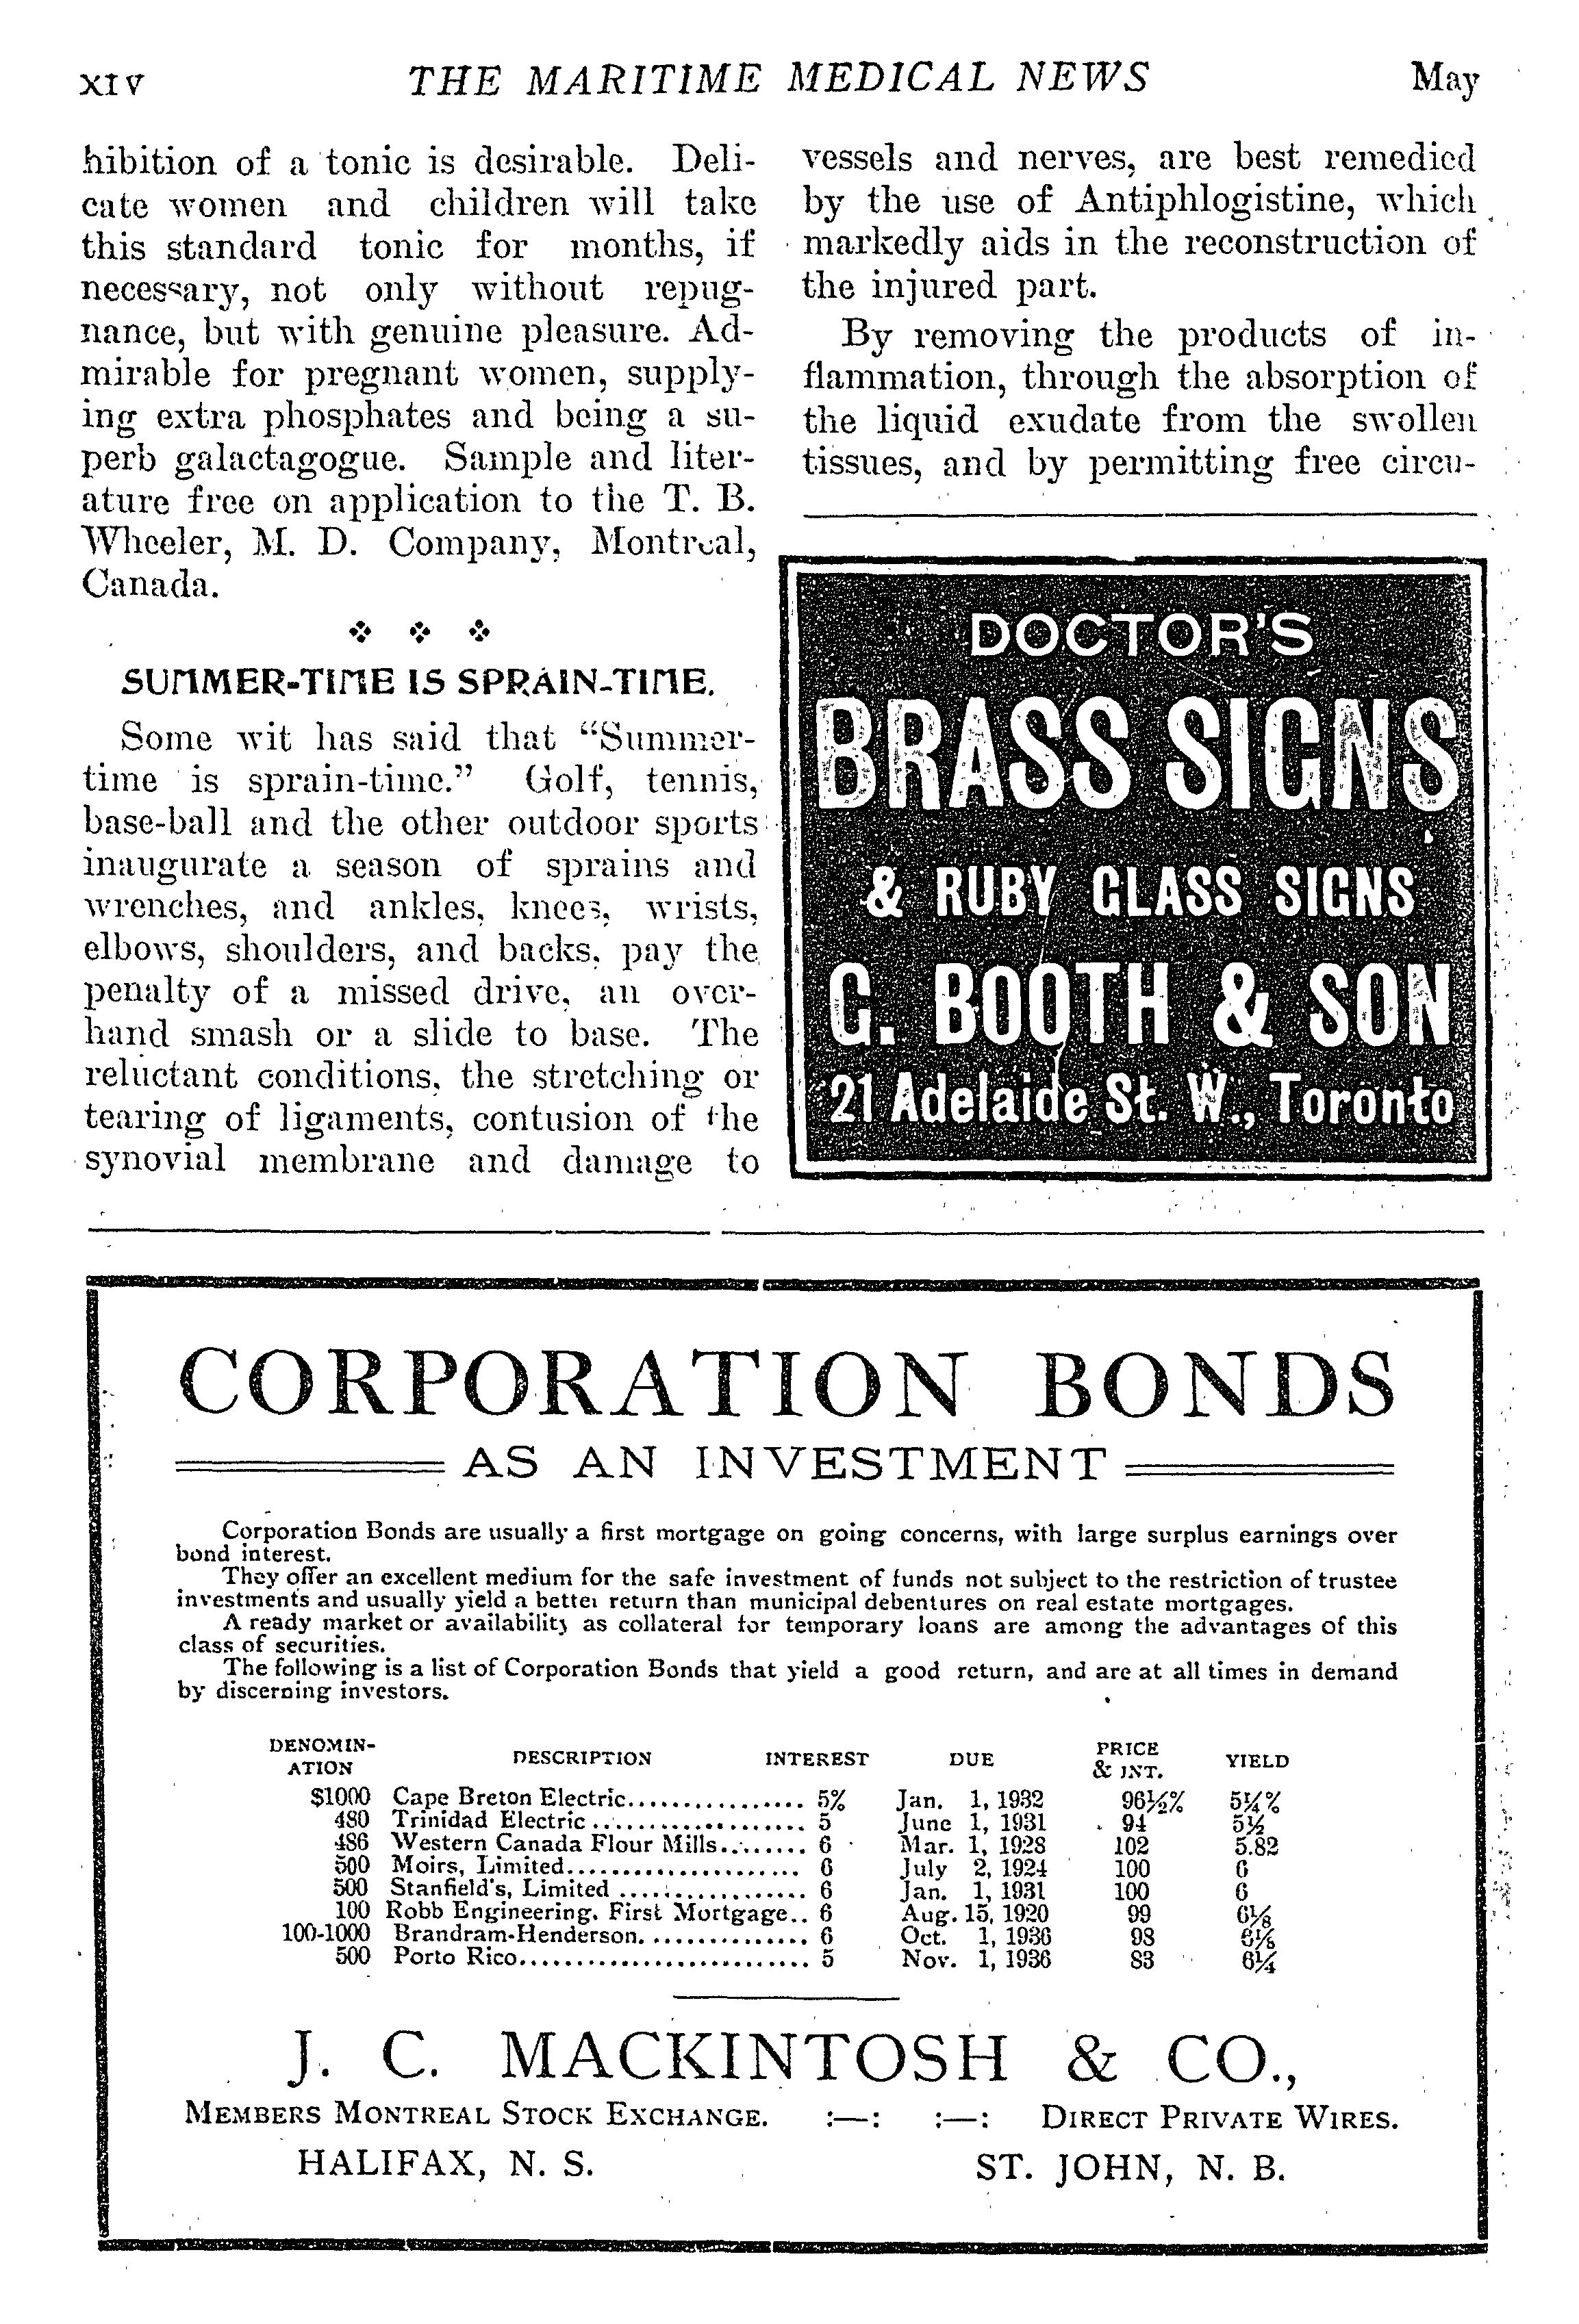 xiv THE MARITIME MEDICAL NEWS May
hibition of a tonic is desirable. Deli-
cate women and children will take
this standard tonic for months, if
necessary, not only without repug-
nance, but with genuine pleasure. Ad-
mirable for pregnant women, supply-
ing extra phosphates and being a su-
perb galactagogue. Sample and liter-
ature free on application to the T. B.
Wheeler, M. D. Company, Montreal,
Canada.
SUMMER-TIME IS SPRAIN-TIME.
Some wit has said that “Summer-
time is sprain-time.” Golf, tennis,
base-ball and the other outdoor sports
inaugurate a season of sprains and
wrenches, and ankles, knees, wrists,
elbows, shoulders, and backs, pay the
penalty of a missed drive, an over-
hand smash or a slide to base. The
reluctant conditions, the stretching or
tearing of ligaments, contusion of the
synovial membrane and damage to
vessels and nerves, are best remedied
by the use of Antiphlogistine, which
markedly aids in the reconstruction of
the injured part.
By removing the products of in-
flammation, through the absorption of
the liquid exudate from the swollen
tissues, and by permitting free circu-
DOCTOR'S
BRASS SIGNS
& RUBY GLASS SIGNS
G. BOOTH & SON
21 Adelaide St. W., Toronto
CORPORATION BONDS
AS AN INVESTMENT
Corporation Bonds are usually a first mortgage on going concerns, with large surplus earnings over
bond interest.
They offer an excellent medium for the safe investment of funds not subject to the restriction of trustee
investments and usually yield a better return than municipal debentures on real estate mortgages.
A ready market or availability as collateral for temporary loans are among the advantages of this
class of securities.
The following is a list of Corporation Bonds that yield a good return, and are at all times in demand
by discerning investors.
DENOMIN-
ATION DESCRIPTION INTEREST DUE PRICE & INT. YIELD
$1000 Cape Breton Electric................ 5% Jan. 1, 1932 96½% 5¼%
480 Trinidad Electric ................... 5 June 1, 1931 94 5½
486 Western Canada Flour Mills......... 6 Mar. 1, 1928 102 5.82
500 Moirs, Limited..................... 6 July 2, 1924 100 6
500 Stanfield's, Limited ................. 6 Jan. 1, 1931 100 6
100 Robb Engineering. First Mortgage.. 6 Aug. 15, 1920 99 6⅛
100-1000 Brandram-Henderson. .............. 6 Oct. 1, 1936 98 6⅛
500 Porto Rico.......................... 5 Nov. 1, 1936 83 6¼
J. C. MACKINTOSH & CO.,
MEMBERS MONTREAL STOCK EXCHANGE. :—: :—: DIRECT PRIVATE WIRES.
HALIFAX, N. S. ST. JOHN, N. B.